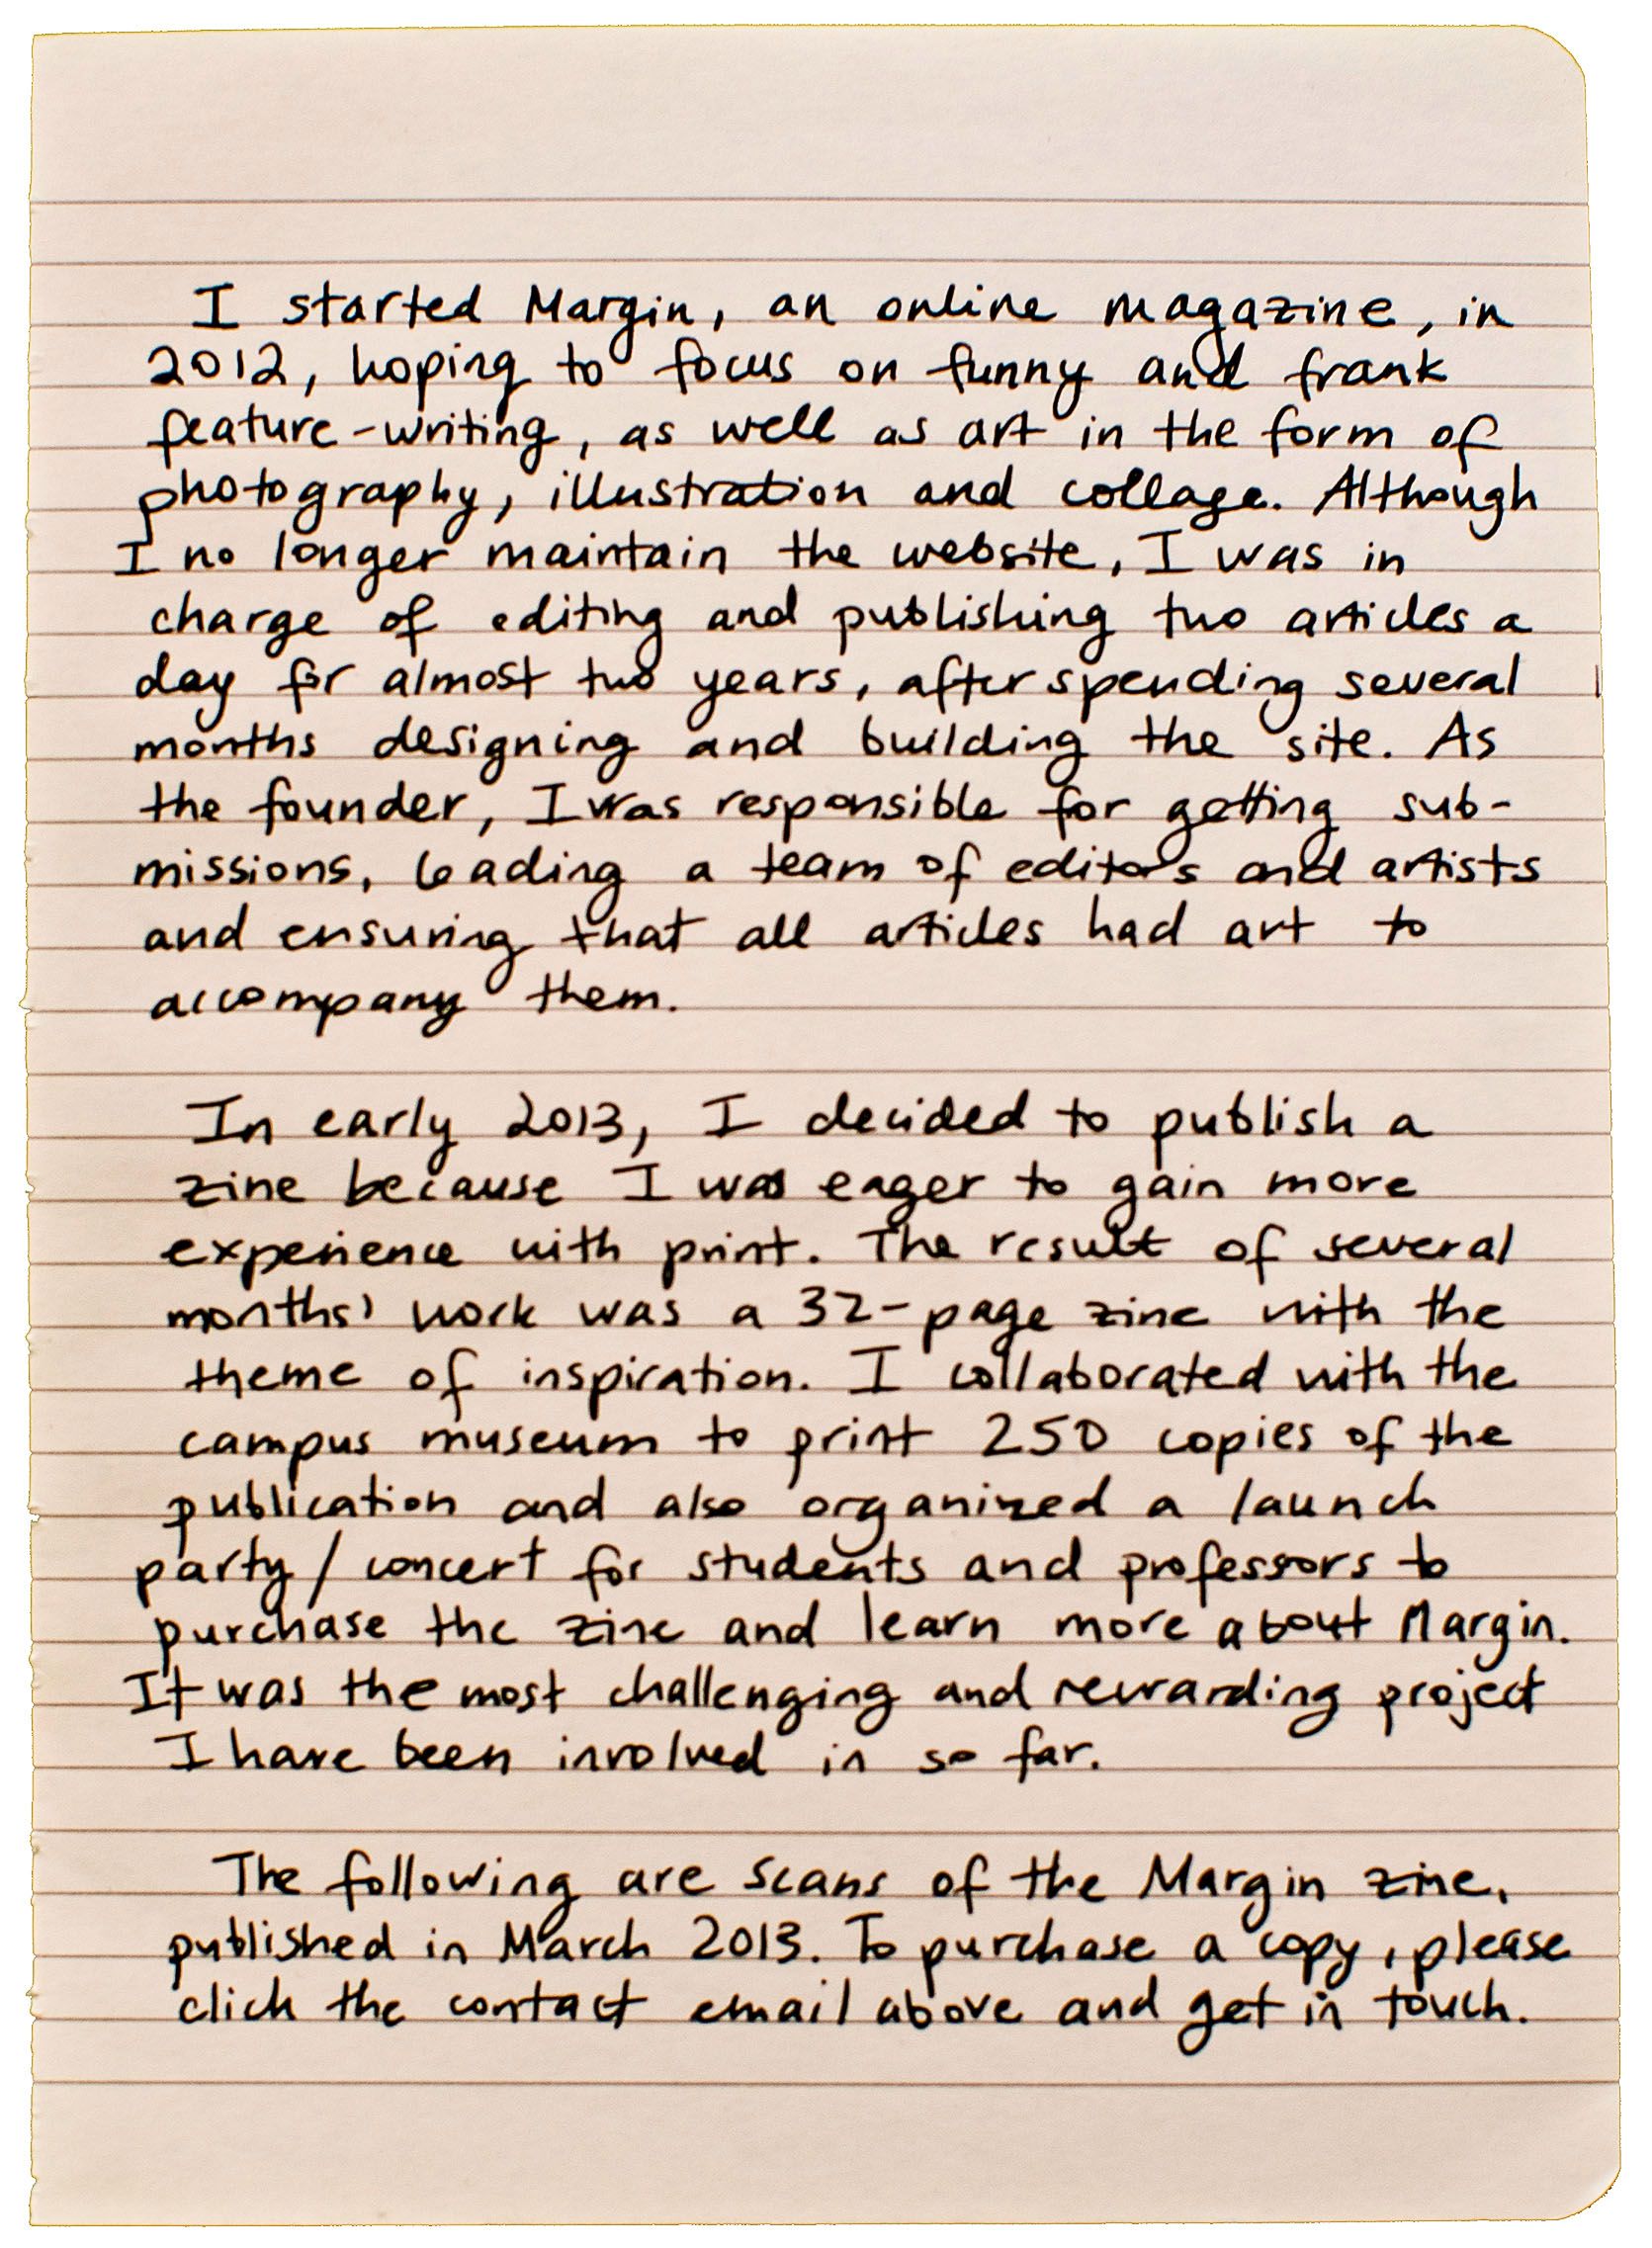 I started Margin, an online magazine, in
2012, hoping to focus on funny and frank
feature-writing, as well as art in the form of
photography, illustration and collage. Although
I no longer maintain the website, I was in
charge of editing and publishing two articles a
day for almost two years, after spending several
months designing and building the site. As
the founder, I was responsible for getting sub-
missions, leading a team of editors and artists
and ensuring that all articles had art to
accompany them.
In early 2013, I decided to publish a
zine because I was eager to gain more
experience with print. The result of several
months' work was a 32-page zine with the
theme of inspiration. I collaborated with the
campus museum to print 250 copies of the
publication and also organized a launch
party/concert for students and professors to
purchase the zine and learn more about Margin.
It was the most challenging and rewarding project
I have been involved in so far.
The following are scans of the Margin zine,
published in March 2013. To purchase a copy, please
click the contact email above and get in touch.